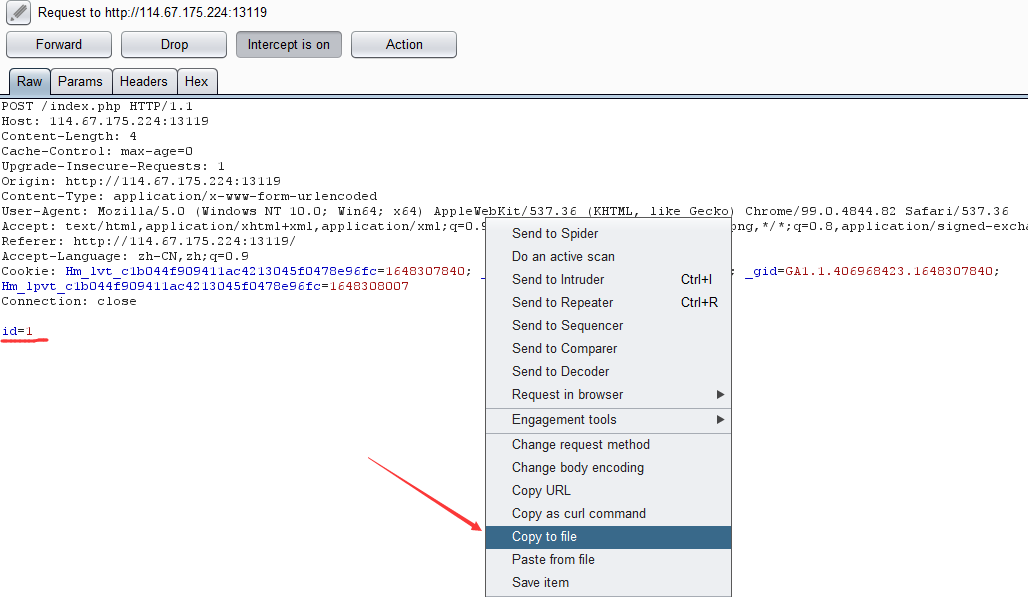 Request to http://114.67.175.224:13119
Forward Drop Intercept is on Action
Raw Params Headers Hex
POST /index.php HTTP/1.1
Host: 114.67.175.224:13119
Content-Length: 4
Cache-Control: max-age=0
Upgrade-Insecure-Requests: 1
Origin: http://114.67.175.224:13119
Content-Type: application/x-www-form-urlencoded
User-Agent: Mozilla/5.0 (Windows NT 10.0; Win64; x64) AppleWebKit/537.36 (KHTML, like Gecko) Chrome/99.0.4844.82 Safari/537.36
Accept: text/html,application/xhtml+xml,application/xml;q=0.9 png,*/*;q=0.8,application/signed-excha
Referer: http://114.67.175.224:13119/
Accept-Language: zh-CN,zh;q=0.9
Cookie: Hm_lvt_c1b044f909411ac4213045f0478e96fc=1648307840; _ ; _gid=GA1.1.406968423.1648307840;
Hm_lpvt_c1b044f909411ac4213045f0478e96fc=1648308007
Connection: close
id=1
Send to Spider
Do an active scan
Send to Intruder Ctrl+I
Send to Repeater Ctrl+R
Send to Sequencer
Send to Comparer
Send to Decoder
Request in browser
Engagement tools
Change request method
Change body encoding
Copy URL
Copy as curl command
Copy to file
Paste from file
Save item